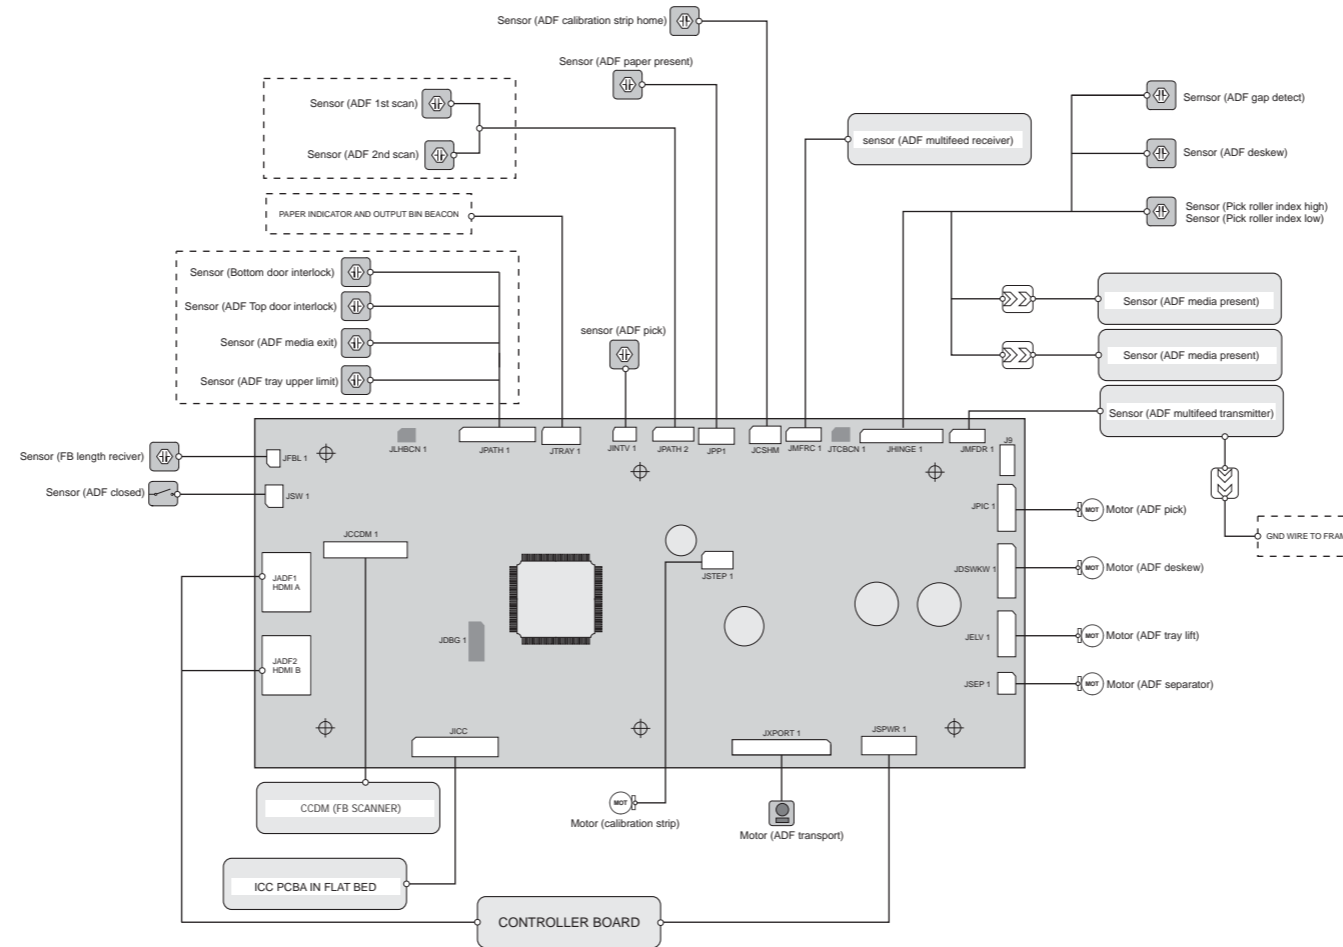 Sensor (ADF calibration strip home)
Sensor (ADF paper present)
Sensor (ADF 1st scan)
Sensor (ADF 2nd scan)
sensor (ADF multifeed receiver)
Semsor (ADF gap detect)
Sensor (ADF deskew)
Sensor (Pick roller index high)
Sensor (Pick roller index low)
PAPER INDICATOR AND OUTPUT BIN BEACON
Sensor (Bottom door interlock)
Sensor (ADF Top door interlock)
Sensor (ADF media exit)
Sensor (ADF tray upper limit)
sensor (ADF pick)
Sensor (ADF media present)
Sensor (ADF media present)
Sensor (ADF multifeed transmitter)
JLHBCN 1
JPATH 1
JTRAY 1
JINTV 1
JPATH 2
JPP1
JCSHM
JMFRC 1
JTCBCN 1
JHINGE 1
JMFDR 1
J9
Sensor (FB length reciver)
JFBL 1
Sensor (ADF closed)
JSW 1
JPIC 1
MOT
Motor (ADF pick)
GND WIRE TO FRAM
JCCDM 1
JSTEP 1
JDSWKW 1
MOT
Motor (ADF deskew)
JADF1
HDMI A
JDBG 1
JELV 1
MOT
Motor (ADF tray lift)
JADF2
HDMI B
JSEP 1
MOT
Motor (ADF separator)
JICC
JXPORT 1
JSPWR 1
CCDM (FB SCANNER)
MOT
Motor (calibration strip)
Motor (ADF transport)
ICC PCBA IN FLAT BED
CONTROLLER BOARD